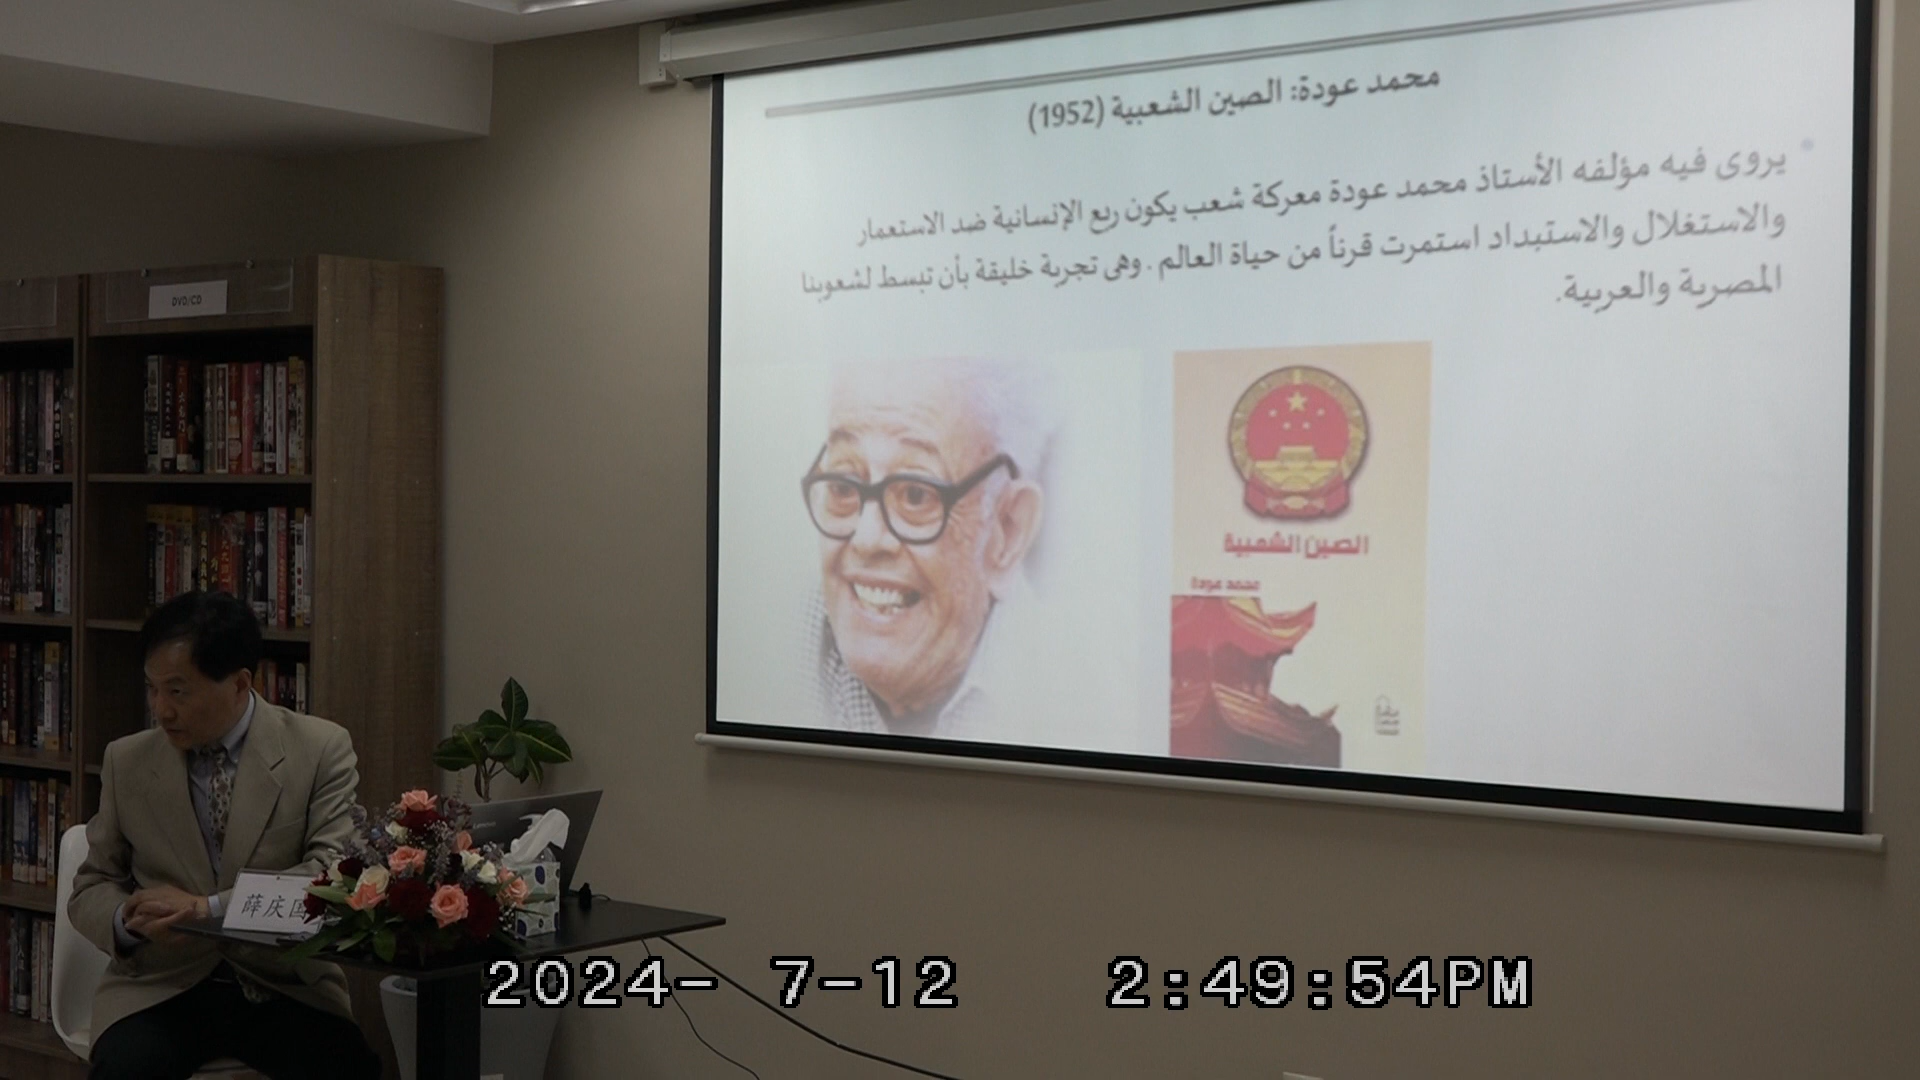 محمد عودة: الصين الشعبية (1952)
يروى فيه مؤلفه الأستاذ محمد عودة معركة شعب يكون ربع الإنسانية ضد الاستعمار
والاستغلال والاستبداد استمرت قرناً من حياة العالم . وهى تجربة خليقة بأن تبسط لشعوبنا
المصرية والعربية.
الصين الشعبية
محمد عودة
DVD/CD
薛庆国
2024- 7-12 2:49:54PM